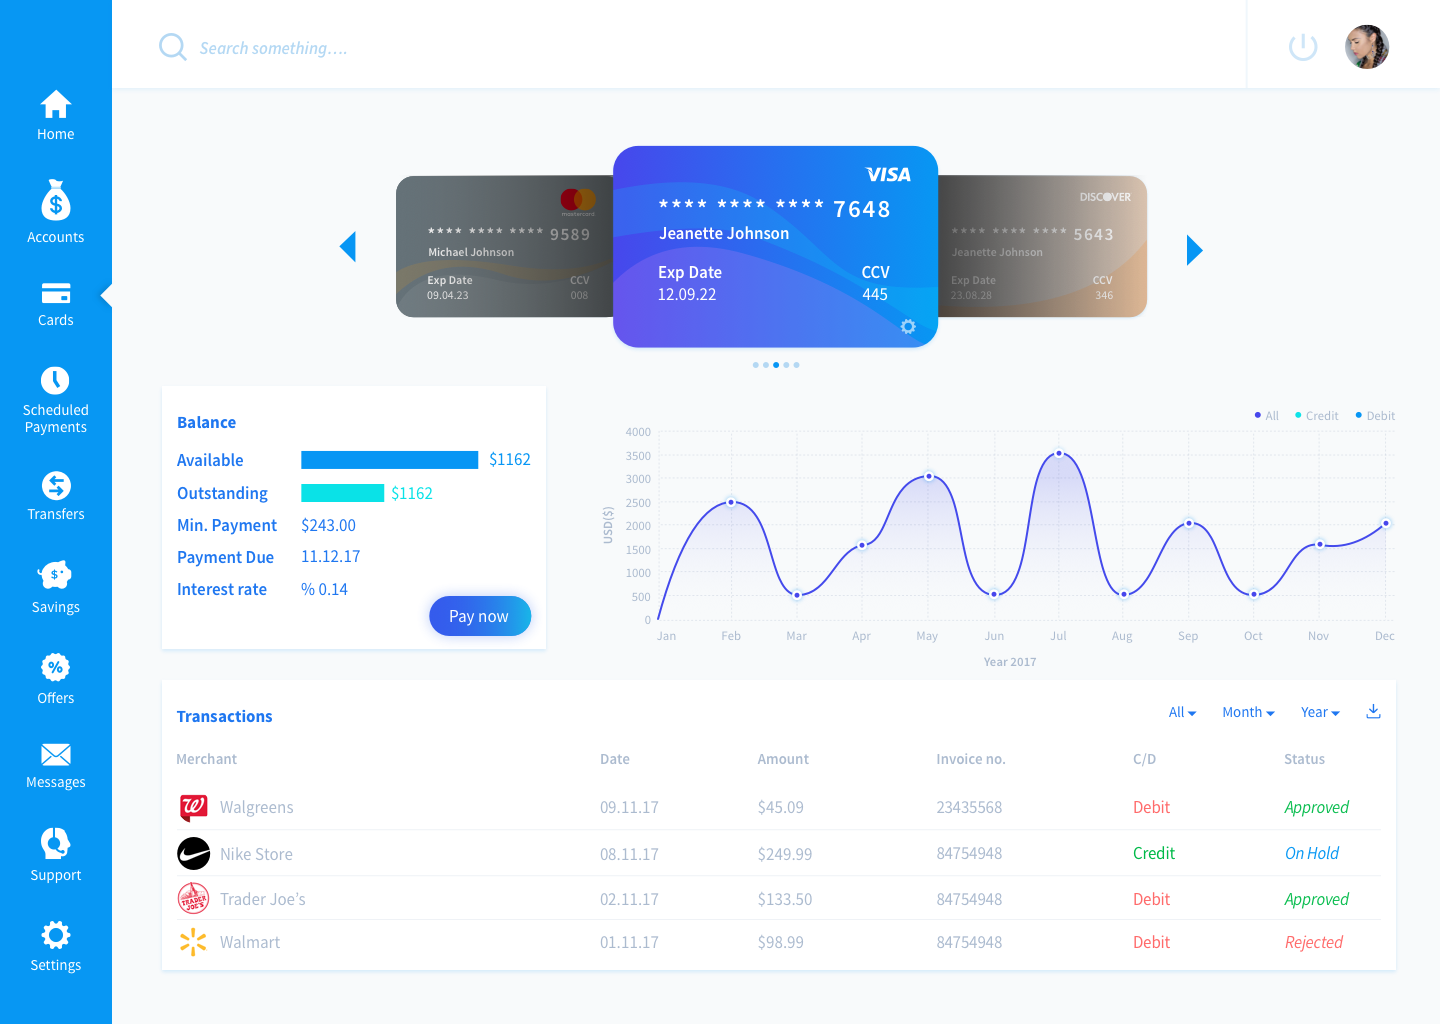 Search something....
Home
Accounts
Cards
Scheduled
Payments
Transfers
Savings
Offers
Messages
Support
Settings
mastercard
**** **** **** 9589
Michael Johnson
Exp Date CCV
09.04.23 008
VISA
**** **** **** 7648
Jeanette Johnson
Exp Date CCV
12.09.22 445
DISCOVER
**** **** **** 5643
Jeanette Johnson
Exp Date CCV
23.08.28 346
Balance
Available $1162
Outstanding $1162
Min. Payment $243.00
Payment Due 11.12.17
Interest rate % 0.14
Pay now
All Credit Debit
4000
3500
3000
2500
2000
1500
1000
500
0
USD($)
Jan Feb Mar Apr May Jun Jul Aug Sep Oct Nov Dec
Year 2017
Transactions
All Month Year
Merchant Date Amount Invoice no. C/D Status
Walgreens 09.11.17 $45.09 23435568 Debit Approved
Nike Store 08.11.17 $249.99 84754948 Credit On Hold
TRADER JOE'S Trader Joe's 02.11.17 $133.50 84754948 Debit Approved
Walmart 01.11.17 $98.99 84754948 Debit Rejected